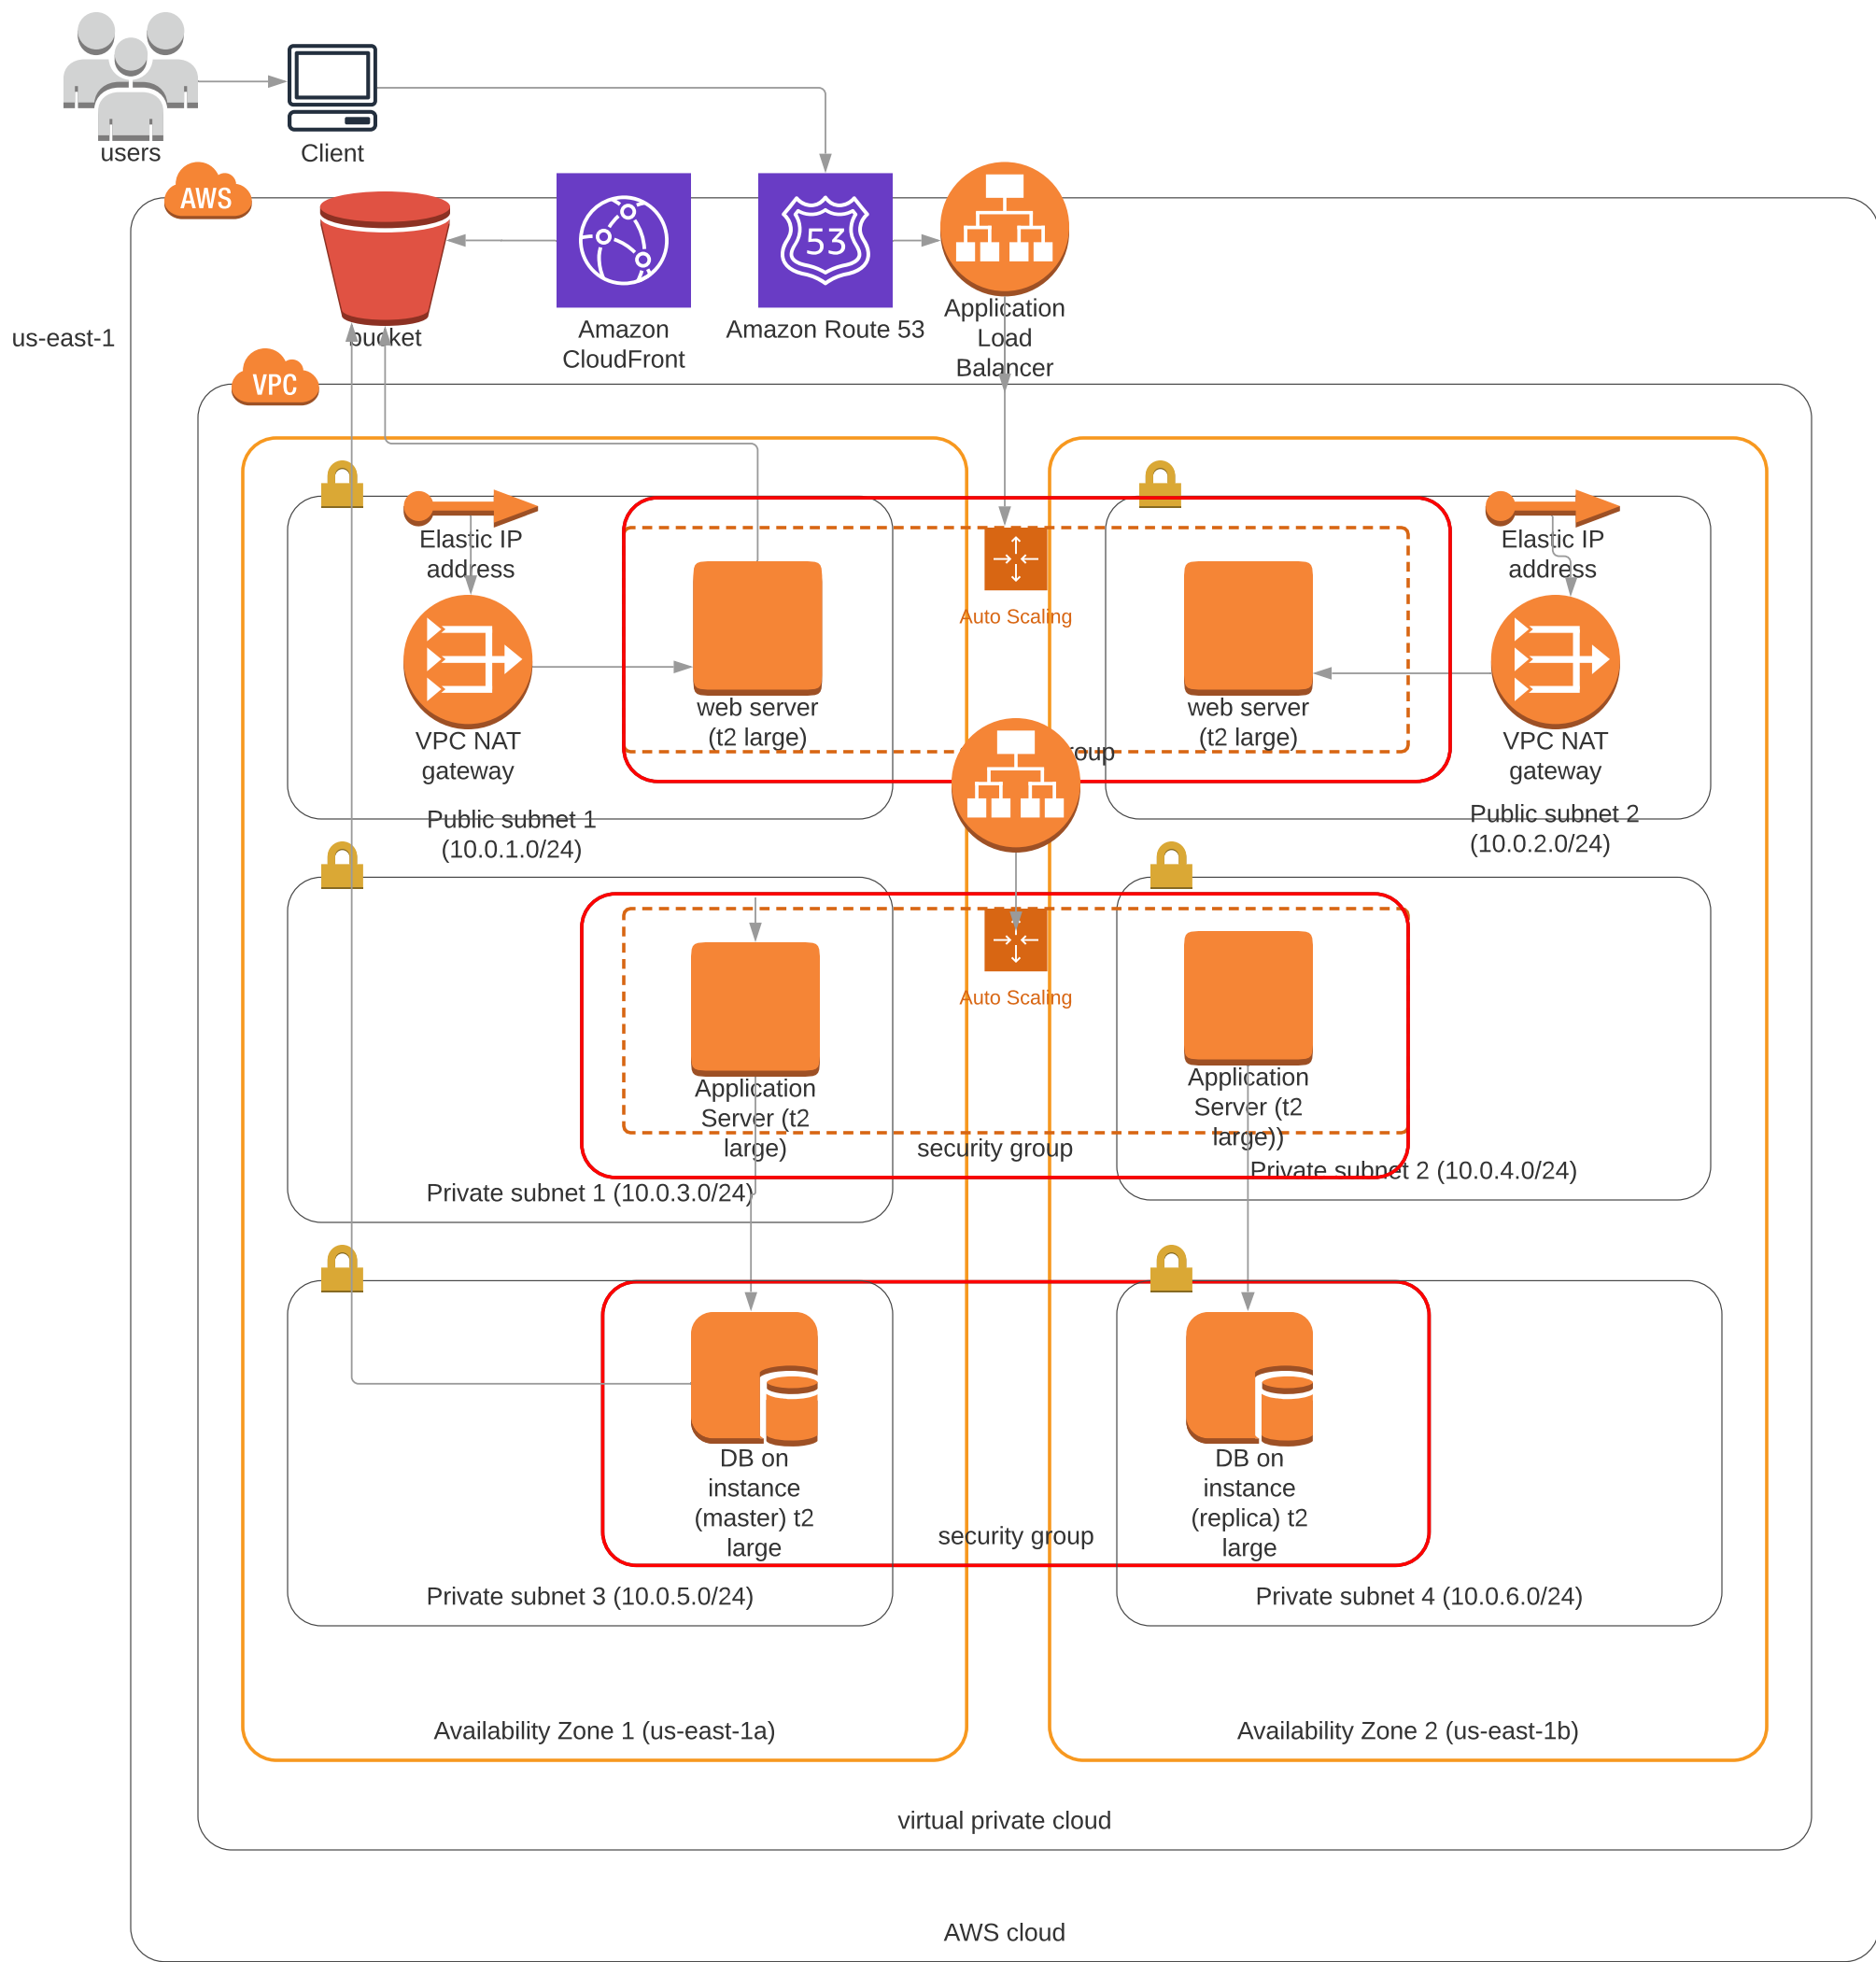 users
Client
AWS
53
us-east-1
bucket
Amazon
CloudFront
Amazon Route 53
Application
Load
Balancer
VPC
Elastic IP
address
Elastic IP
address
Auto Scaling
web server
(t2 large)
web server
(t2 large)
VPC NAT
gateway
VPC NAT
gateway
Public subnet 1
(10.0.1.0/24)
Public subnet 2
(10.0.2.0/24)
Auto Scaling
Application
Server (t2
large)
Application
Server (t2
large))
security group
Private subnet 1 (10.0.3.0/24)
Private subnet 2 (10.0.4.0/24)
DB on
instance
(master) t2
large
DB on
instance
(replica) t2
large
security group
Private subnet 3 (10.0.5.0/24)
Private subnet 4 (10.0.6.0/24)
Availability Zone 1 (us-east-1a)
Availability Zone 2 (us-east-1b)
virtual private cloud
AWS cloud